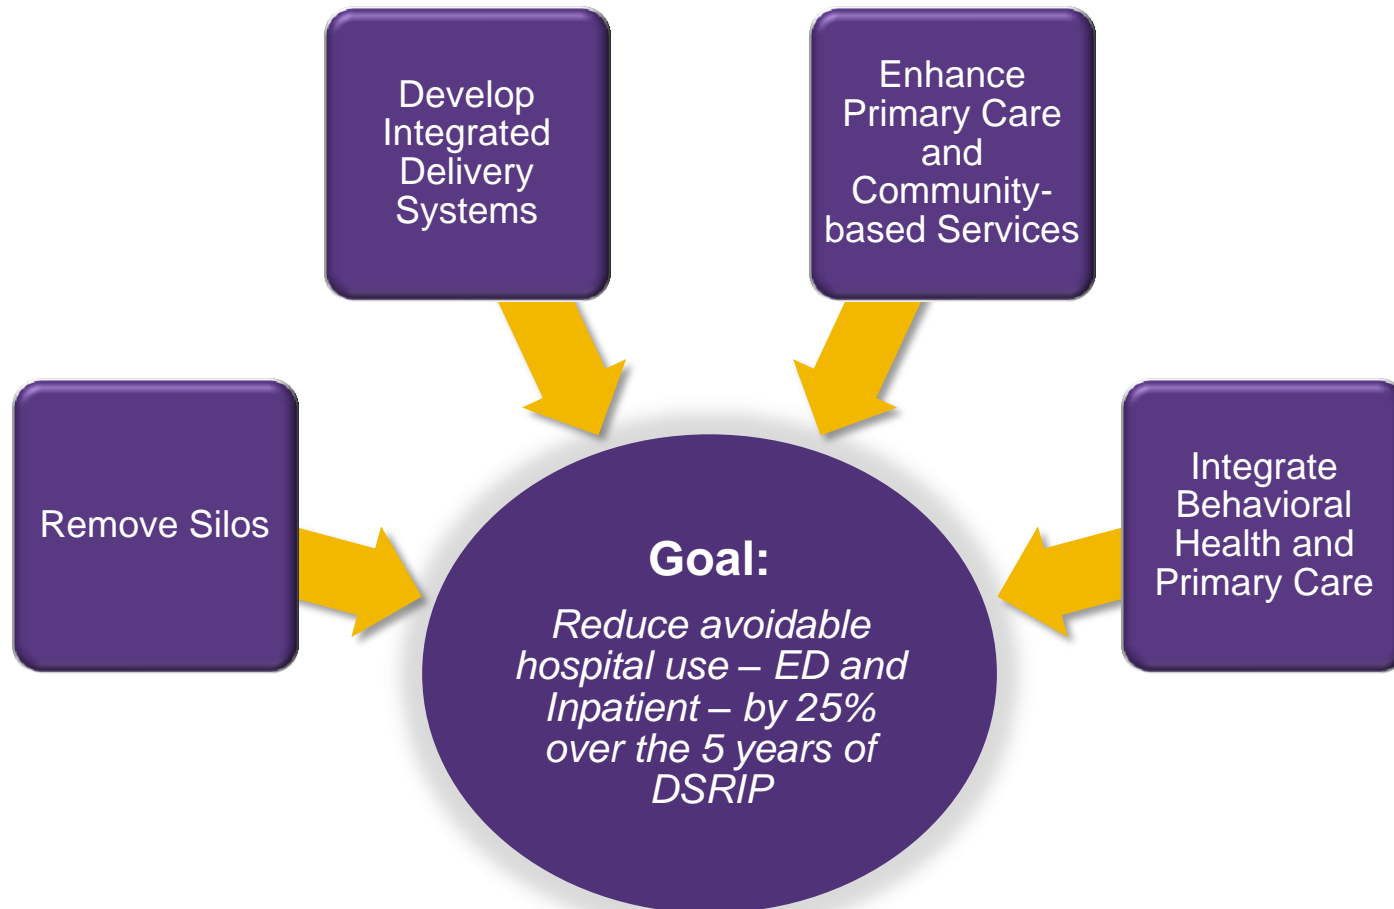 Develop
Integrated
Delivery
Systems
Enhance
Primary Care
and
Community-
based Services
Remove Silos
Integrate
Behavioral
Health and
Primary Care
Goal:
Reduce avoidable
hospital use – ED and
Inpatient – by 25%
over the 5 years of
DSRIP